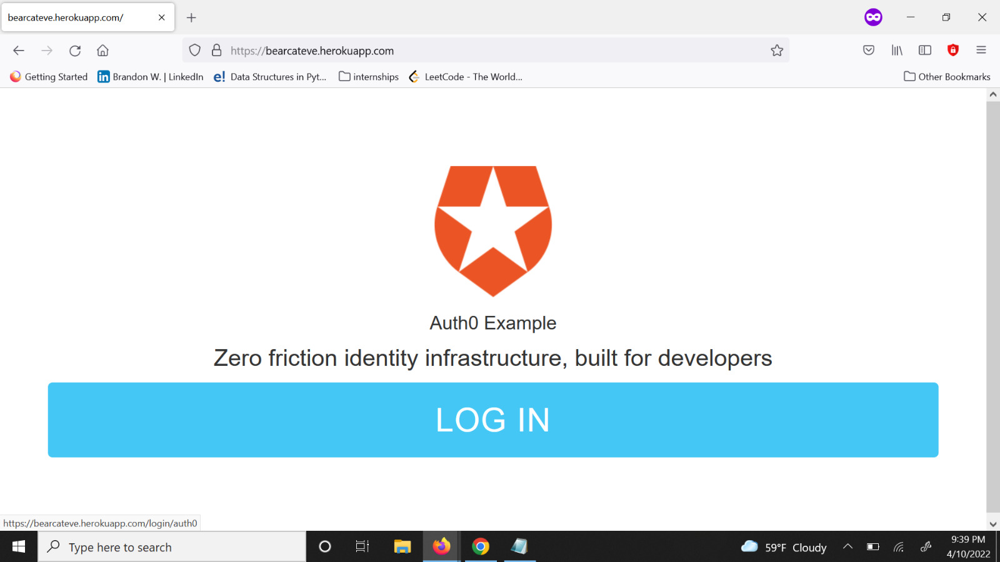 bearcateve.herokuapp.com/
https://bearcateve.herokuapp.com
Getting Started
in Brandon W. | LinkedIn
e! Data Structures in Pyt...
internships
LeetCode - The World...
Other Bookmarks
Auth0 Example
Zero friction identity infrastructure, built for developers
LOG IN
https://bearcateve.herokuapp.com/login/auth0
Type here to search
59°F Cloudy
9:39 PM
4/10/2022